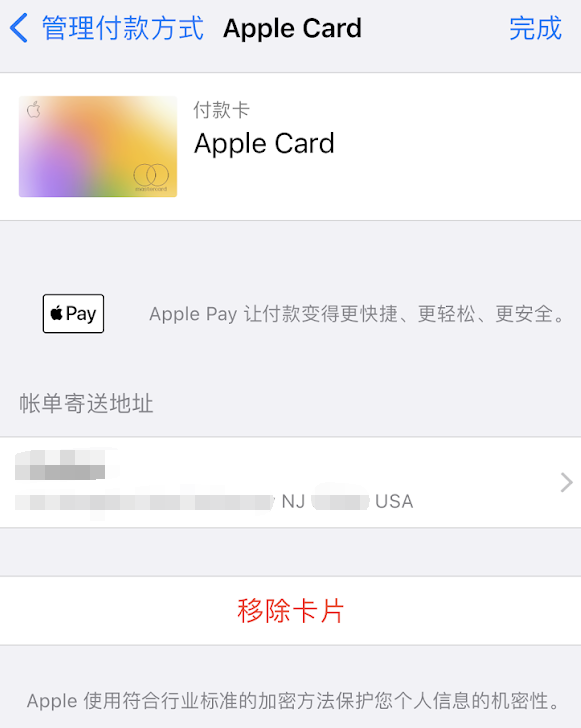 管理付款方式 Apple Card 完成
付款卡
Apple Card
Pay Apple Pay 让付款变得更快捷、更轻松、更安全。
帐单寄送地址
NJ USA
移除卡片
Apple 使用符合行业标准的加密方法保护您个人信息的机密性。